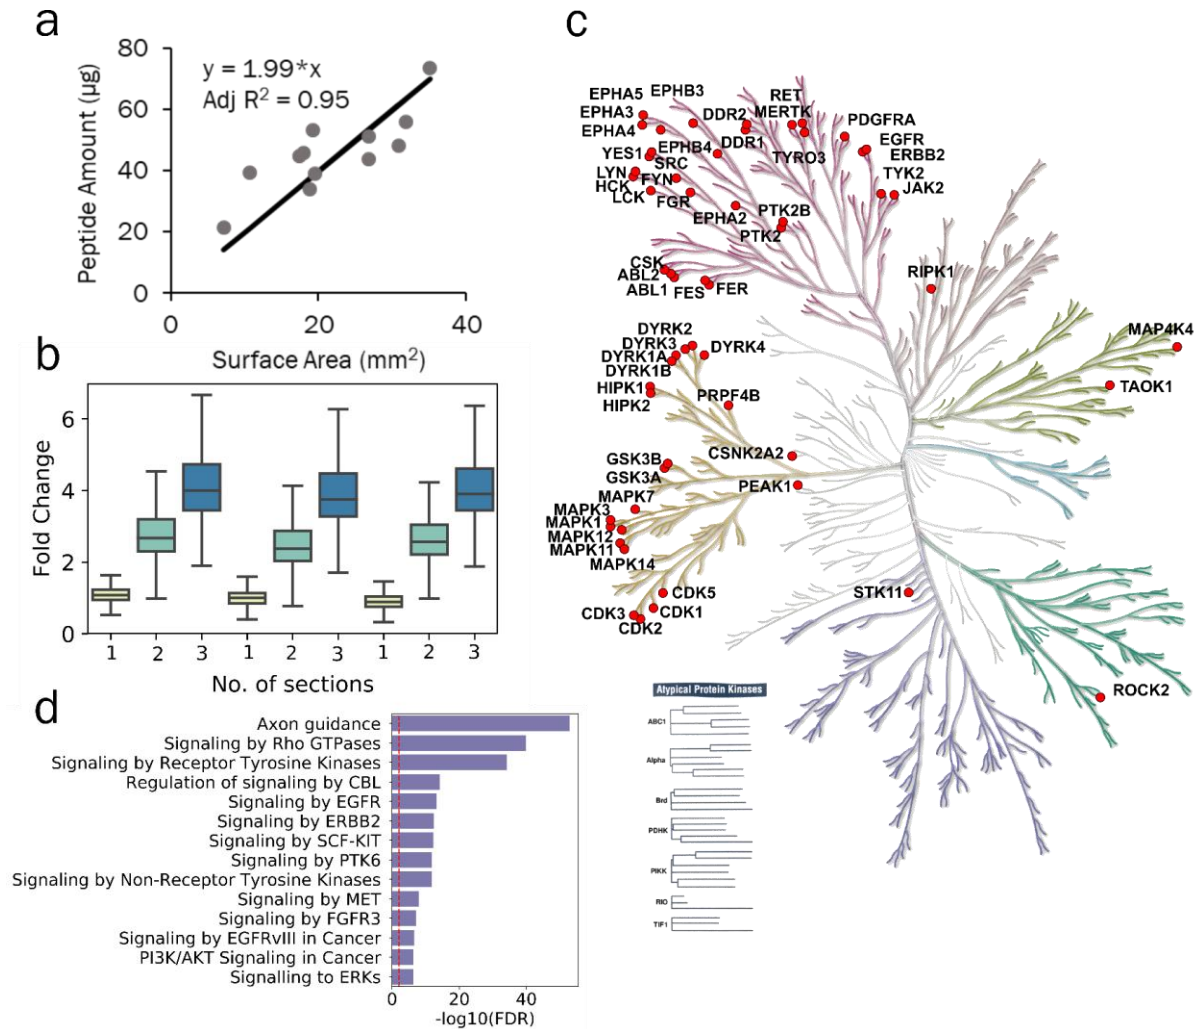 a
80
60
40
20
0
Peptide Amount (µg)
y = 1.99*x
Adj R² = 0.95
0 20 40
Surface Area (mm²)
b
6
4
2
0
Fold Change
1 2 3 1 2 3 1 2 3
No. of sections
c
EPHA5
EPHB3
EPHA3
EPHA4
DDR2
RET
MERTK
PDGFRA
YES1
EPHB4
DDR1
TYRO3
EGFR
ERBB2
SRC
LYN
FYN
TYK2
HCK
JAK2
LCK
FGR
EPHA2
PTK2B
PTK2
CSK
ABL2
ABL1
FES
FER
RIPK1
MAP4K4
TAOK1
DYRK2
DYRK3
DYRK1A
DYRK4
DYRK1B
HIPK1
HIPK2
PRPF4B
CSNK2A2
GSK3B
GSK3A
PEAK1
MAPK7
MAPK3
MAPK1
MAPK12
MAPK11
MAPK14
CDK5
CDK3
CDK1
CDK2
STK11
ROCK2
Atypical Protein Kinases
ABC1
Alpha
Brd
PDHK
PIKK
RIO
TIF1
d
Axon guidance
Signaling by Rho GTPases
Signaling by Receptor Tyrosine Kinases
Regulation of signaling by CBL
Signaling by EGFR
Signaling by ERBB2
Signaling by SCF-KIT
Signaling by PTK6
Signaling by Non-Receptor Tyrosine Kinases
Signaling by MET
Signaling by FGFR3
Signaling by EGFRvIII in Cancer
PI3K/AKT Signaling in Cancer
Signalling to ERKs
0 20 40
-log10(FDR)